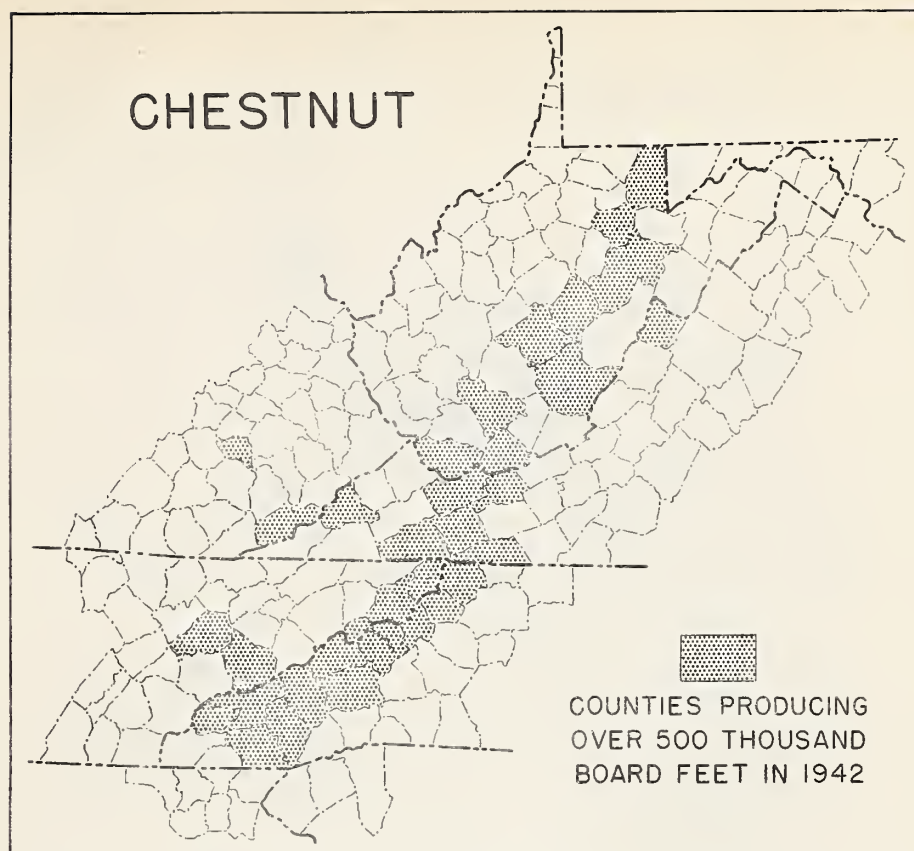 CHESTNUT
COUNTIES PRODUCING
OVER 500 THOUSAND
BOARD FEET IN 1942